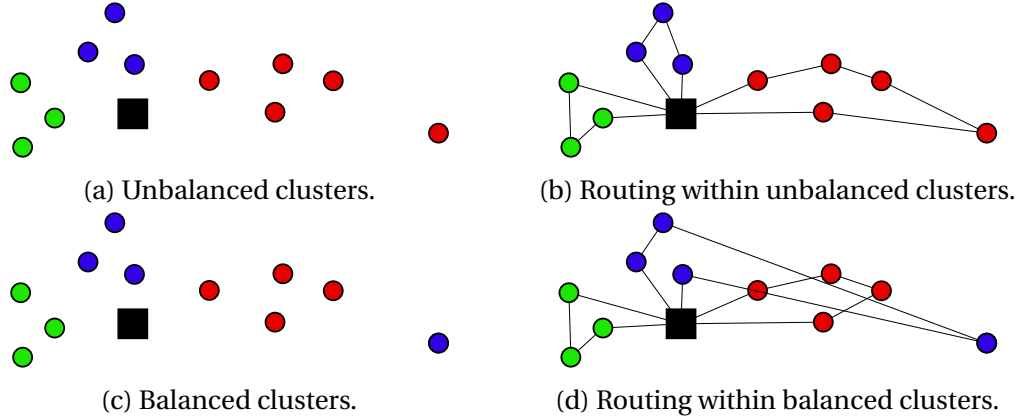 (a) Unbalanced clusters.
(b) Routing within unbalanced clusters.
(c) Balanced clusters.
(d) Routing within balanced clusters.